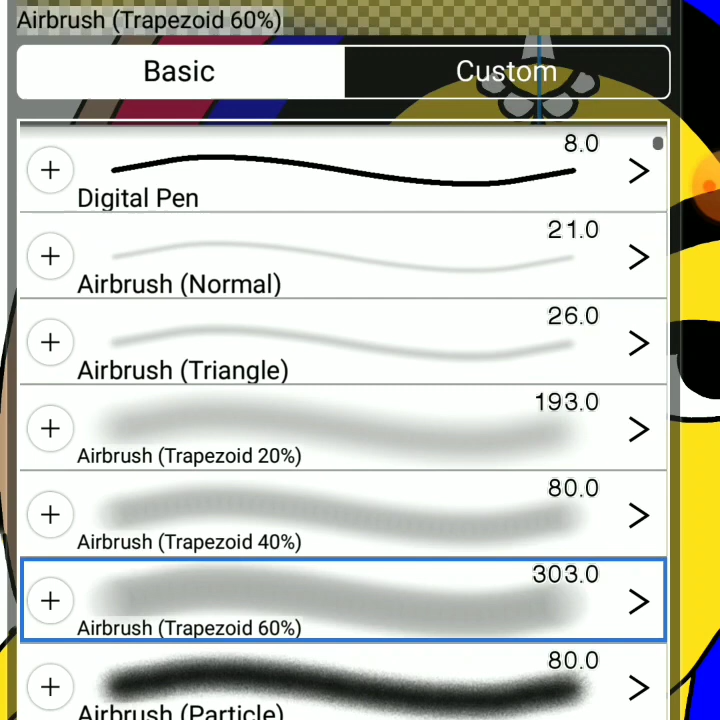 Airbrush (Trapezoid 60%)
Basic
Custom
8.0
Digital Pen
21.0
Airbrush (Normal)
26.0
Airbrush (Triangle)
193.0
Airbrush (Trapezoid 20%)
80.0
Airbrush (Trapezoid 40%)
303.0
Airbrush (Trapezoid 60%)
80.0
Airbrush (Particle)